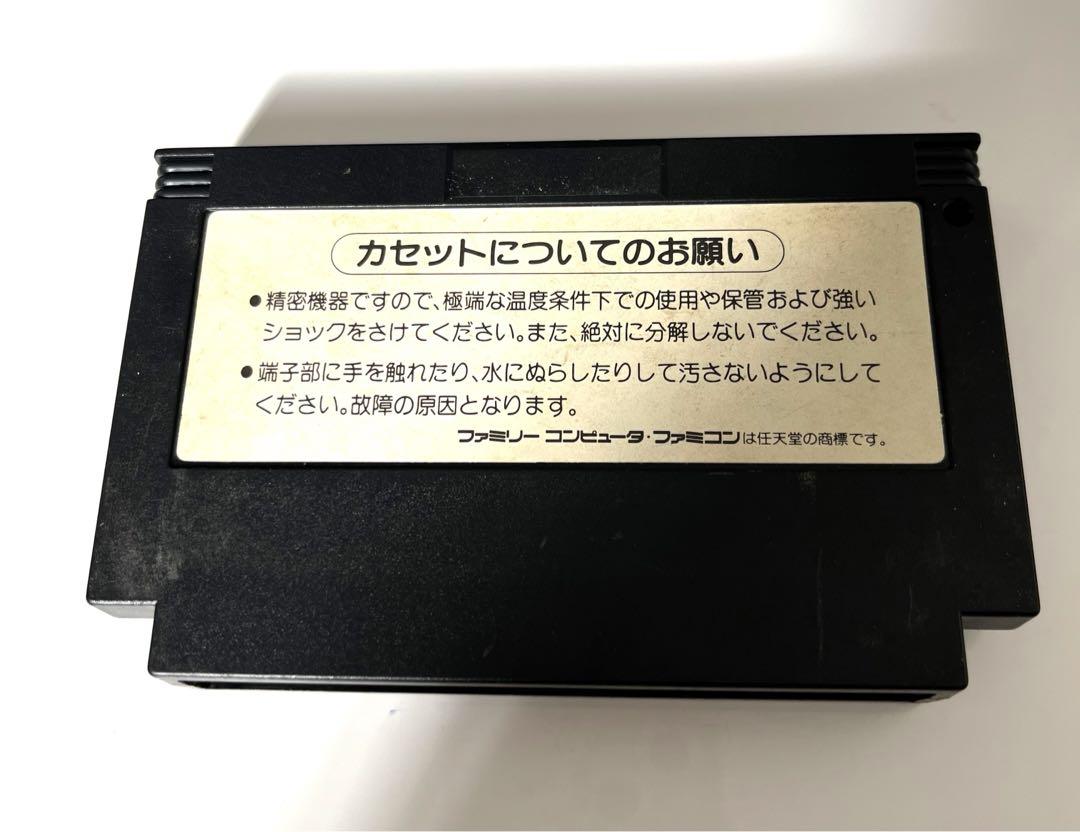 カセットについてのお願い
●精密機器ですので、極端な温度条件下での使用や保管および強い
ショックをさけてください。また、絶対に分解しないでください。
●端子部に手を触れたり、水にぬらしたりして汚さないようにして
ください。故障の原因となります。
ファミリー コンピュータ・ファミコンは任天堂の商標です。